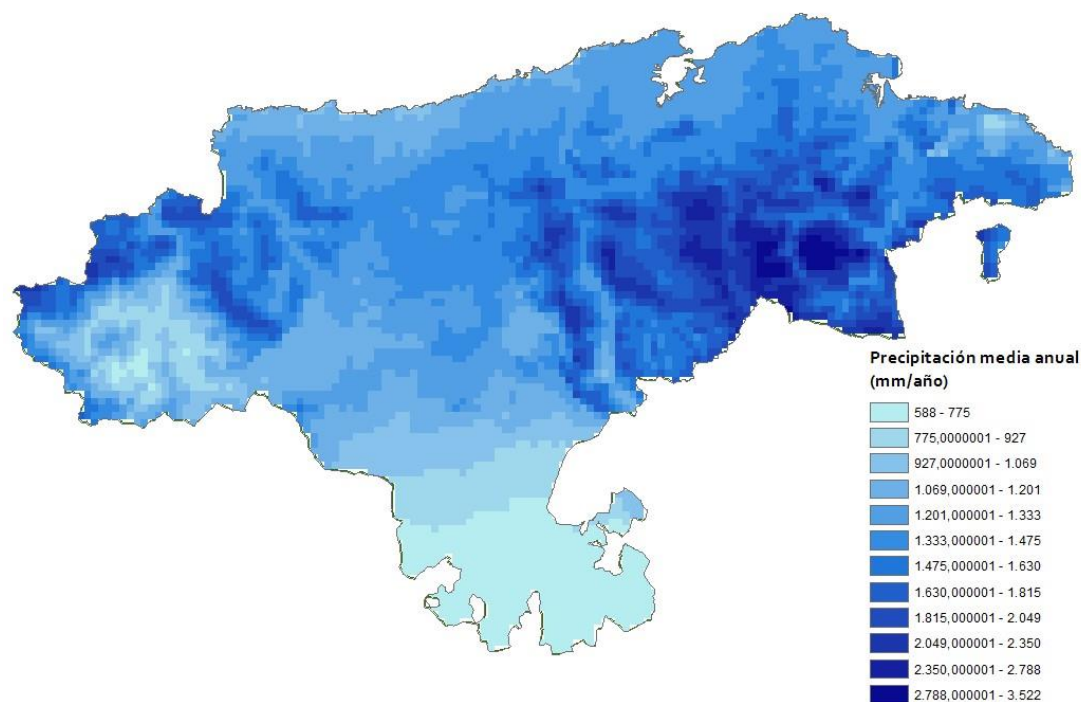 Precipitación media anual
(mm/año)
588 - 775
775,0000001 - 927
927,0000001 - 1.069
1.069,000001 - 1.201
1.201,000001 - 1.333
1.333,000001 - 1.475
1.475,000001 - 1.630
1.630,000001 - 1.815
1.815,000001 - 2.049
2.049,000001 - 2.350
2.350,000001 - 2.788
2.788,000001 - 3.522